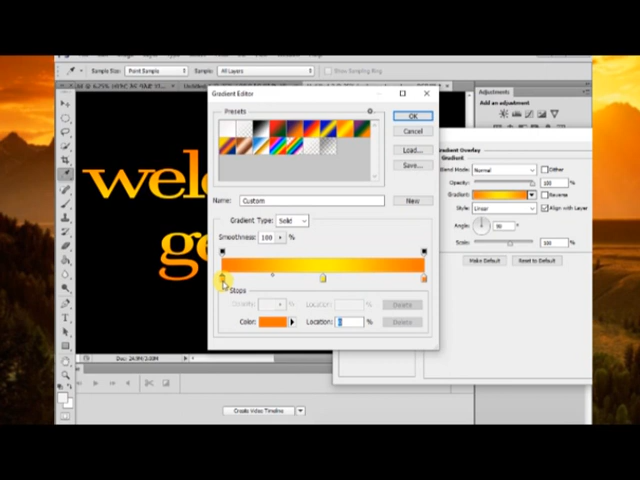 Sample Size: Point Sample Sample: All Layers Show Sampling Ring
Adjustments
Add an adjustment
welc
ge
Gradient Editor
Presets
OK
Cancel
Load...
Save...
Name: Custom
New
Gradient Type: Solid
Smoothness: 100 %
Stops
Opacity: Location: Delete
Color: Location: 0 % Delete
Gradient Overlay
Gradient
Blend Mode: Normal Dither
Opacity: 100 %
Gradient: Reverse
Style: Linear Align with Layer
Angle: 90 °
Scale: 100 %
Make Default Reset to Default
Create Video Timeline